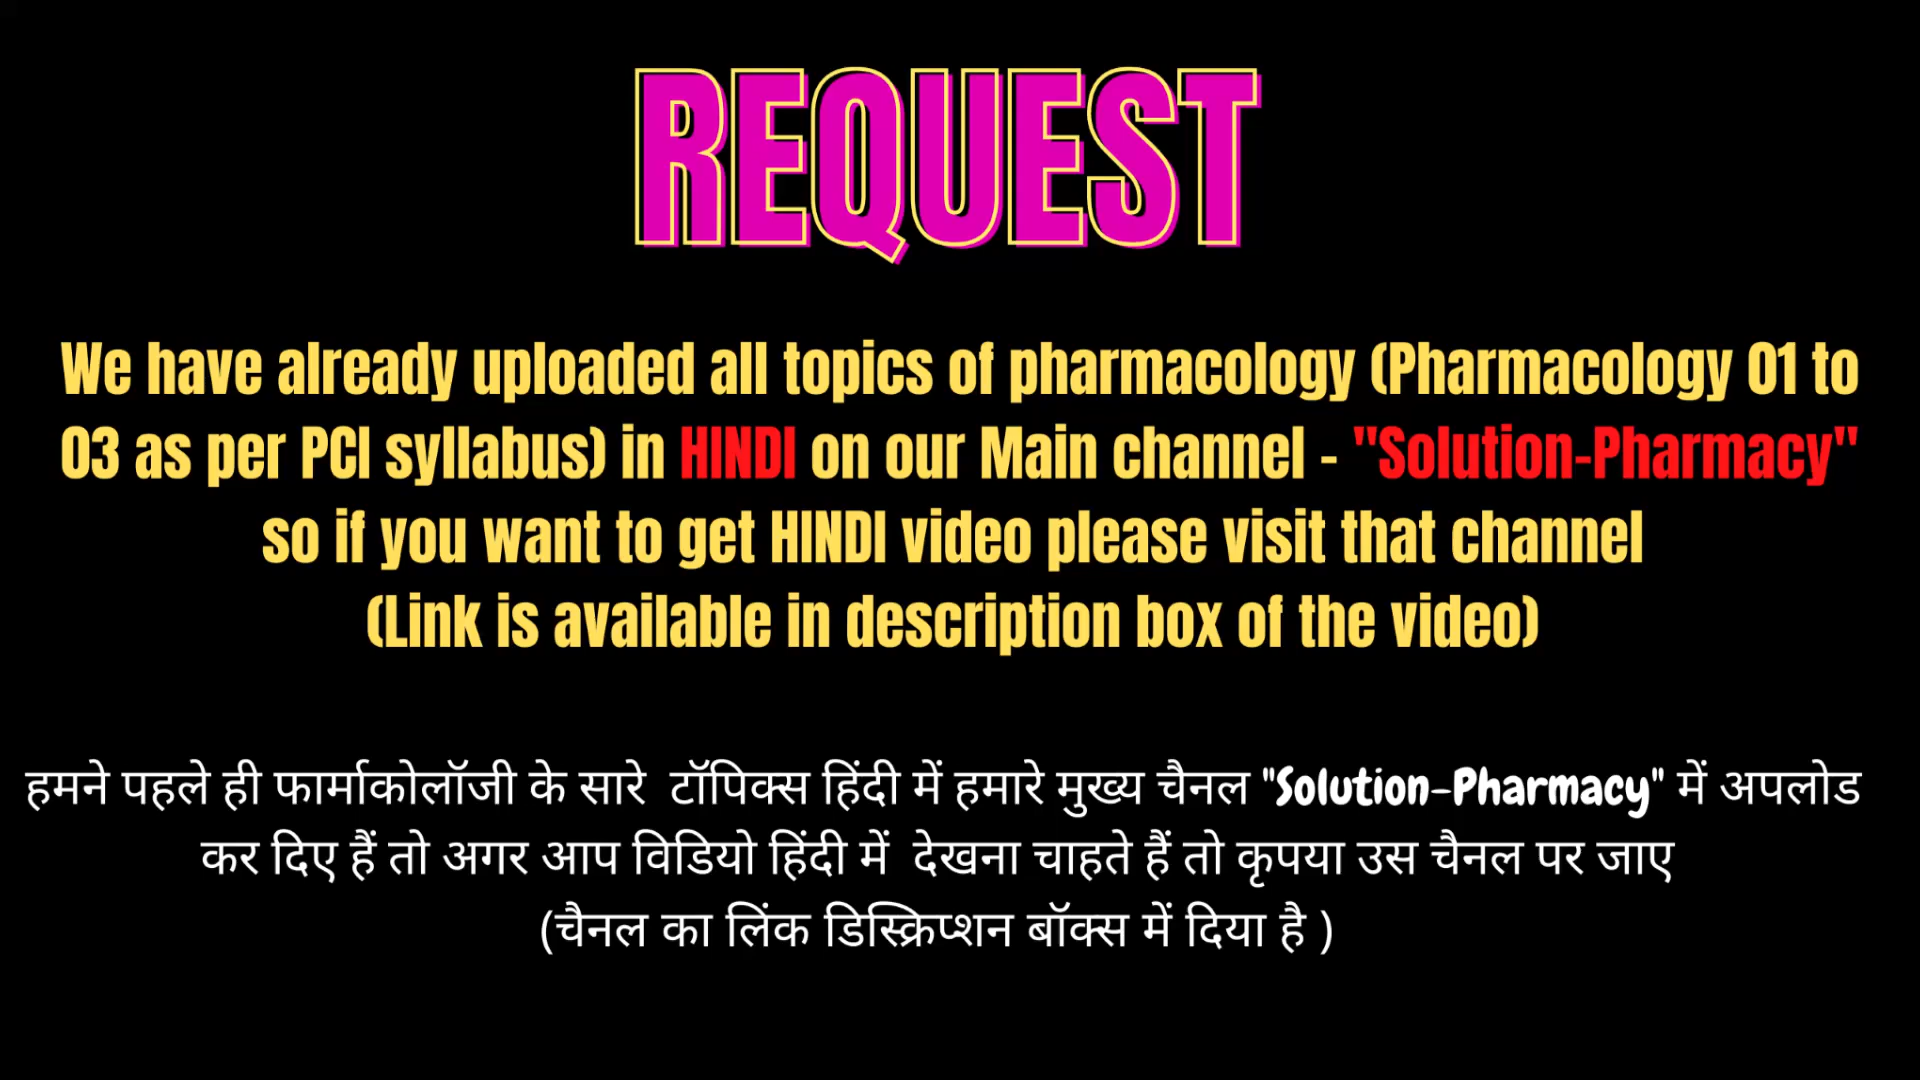 REQUEST
We have already uploaded all topics of pharmacology (Pharmacology 01 to
03 as per PCI syllabus) in HINDI on our Main channel - "Solution-Pharmacy"
so if you want to get HINDI video please visit that channel
(Link is available in description box of the video)
हमने पहले ही फार्माकोलॉजी के सारे टॉपिक्स हिंदी में हमारे मुख्य चैनल "Solution-Pharmacy" में अपलोड
कर दिए हैं तो अगर आप विडियो हिंदी में देखना चाहते हैं तो कृपया उस चैनल पर जाए
(चैनल का लिंक डिस्क्रिप्शन बॉक्स में दिया है )